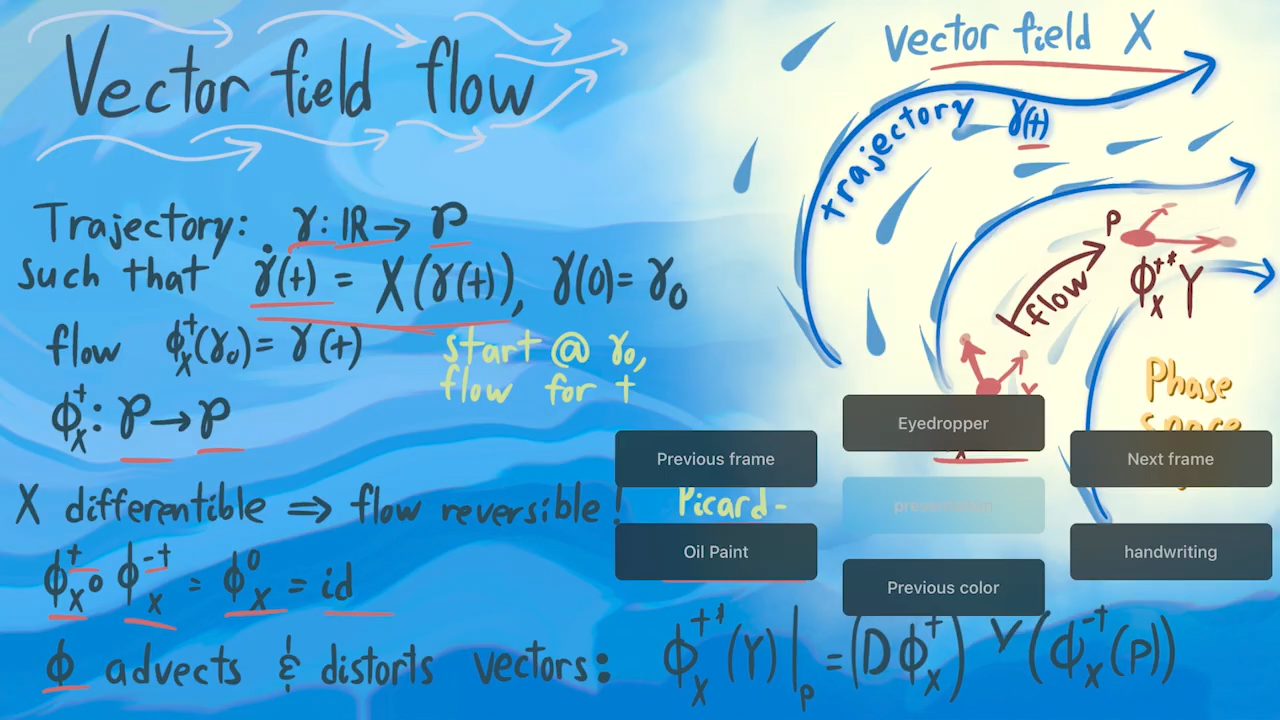 Vector field flow
Vector field X
trajectory γ(t)
Trajectory: γ: ℝ → 𝒫
such that γ̇(t) = X(γ(t)), γ(0) = γ₀
flow ϕ_X^t(γ₀) = γ(t)
start @ γ₀,
flow for t
ϕ_X^t: 𝒫 → 𝒫
P
flow
ϕ_X^{t*} Y
Phase
space
X differentible ⇒ flow reversible!
Picard-
ϕ_X^t ∘ ϕ_X^{-t} = ϕ_X^0 = id
ϕ advects & distorts vectors: ϕ_X^{t*}(Y)|_p = (Dϕ_X^t) Y(ϕ_X^{-t}(p))
Eyedropper
Previous frame
Next frame
presentation
Oil Paint
handwriting
Previous color